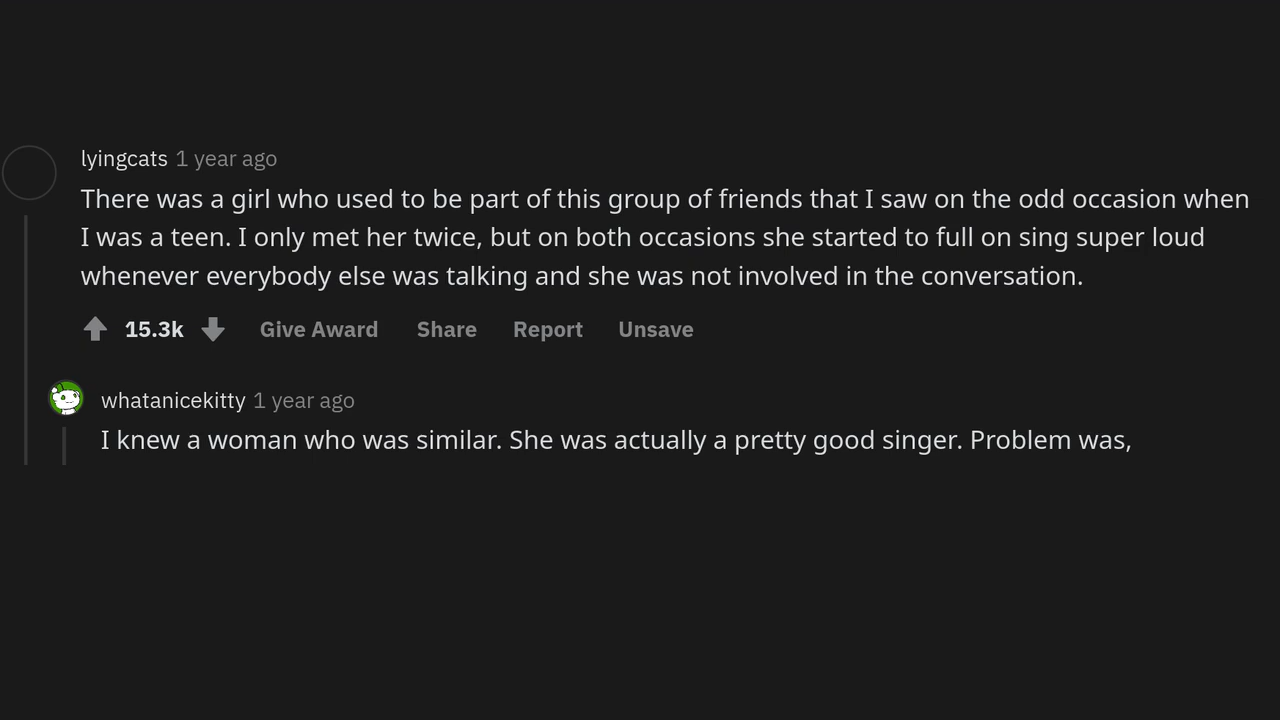 lyingcats 1 year ago
There was a girl who used to be part of this group of friends that I saw on the odd occasion when
I was a teen. I only met her twice, but on both occasions she started to full on sing super loud
whenever everybody else was talking and she was not involved in the conversation.
15.3k Give Award Share Report Unsave
whatanicekitty 1 year ago
I knew a woman who was similar. She was actually a pretty good singer. Problem was,